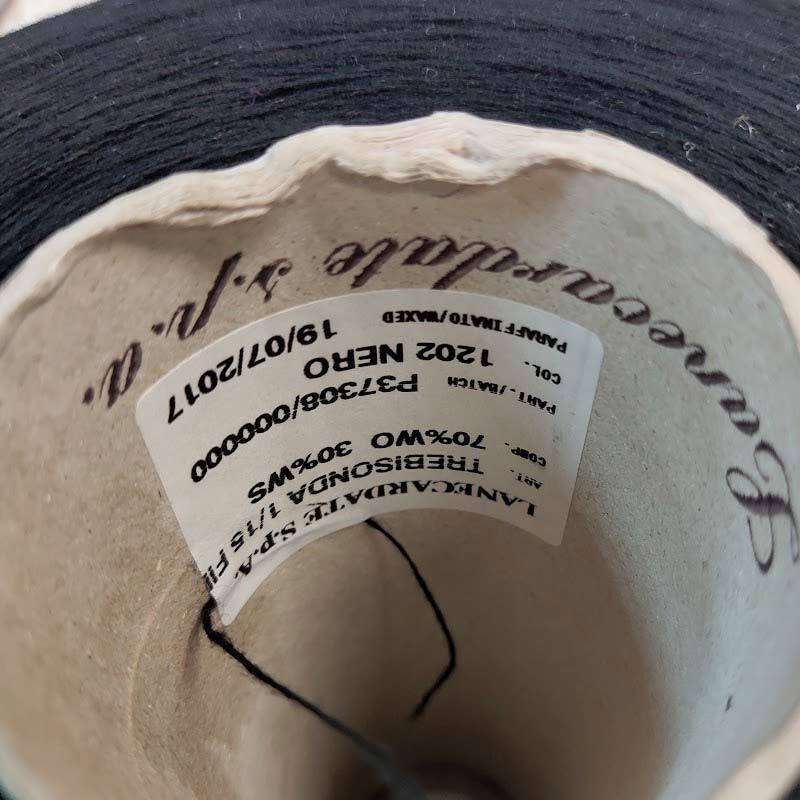 Lanecardate s.p.a.
LANECARDATE S.P.A.
ART. TREBISONDA 1/15
COMP. 70%WO 30%WS
PART./BATCH P37308/000000
COL. 1202 NERO
PARAFFINATO/WAXED 19/07/2017